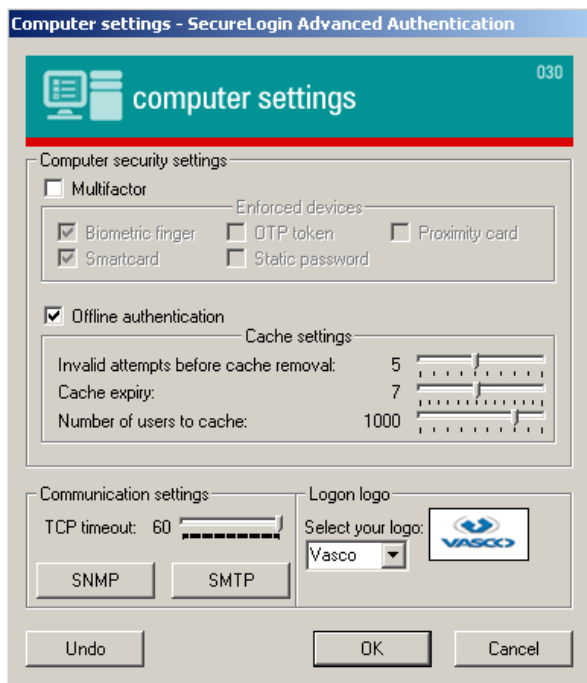 Computer settings - SecureLogin Advanced Authentication
030
computer settings
Computer security settings
Multifactor
Enforced devices
Biometric finger OTP token Proximity card
Smartcard Static password
Offline authentication
Cache settings
Invalid attempts before cache removal: 5
Cache expiry: 7
Number of users to cache: 1000
Communication settings
TCP timeout: 60
SNMP SMTP
Logon logo
Select your logo:
Vasco
VASCO
Undo OK Cancel